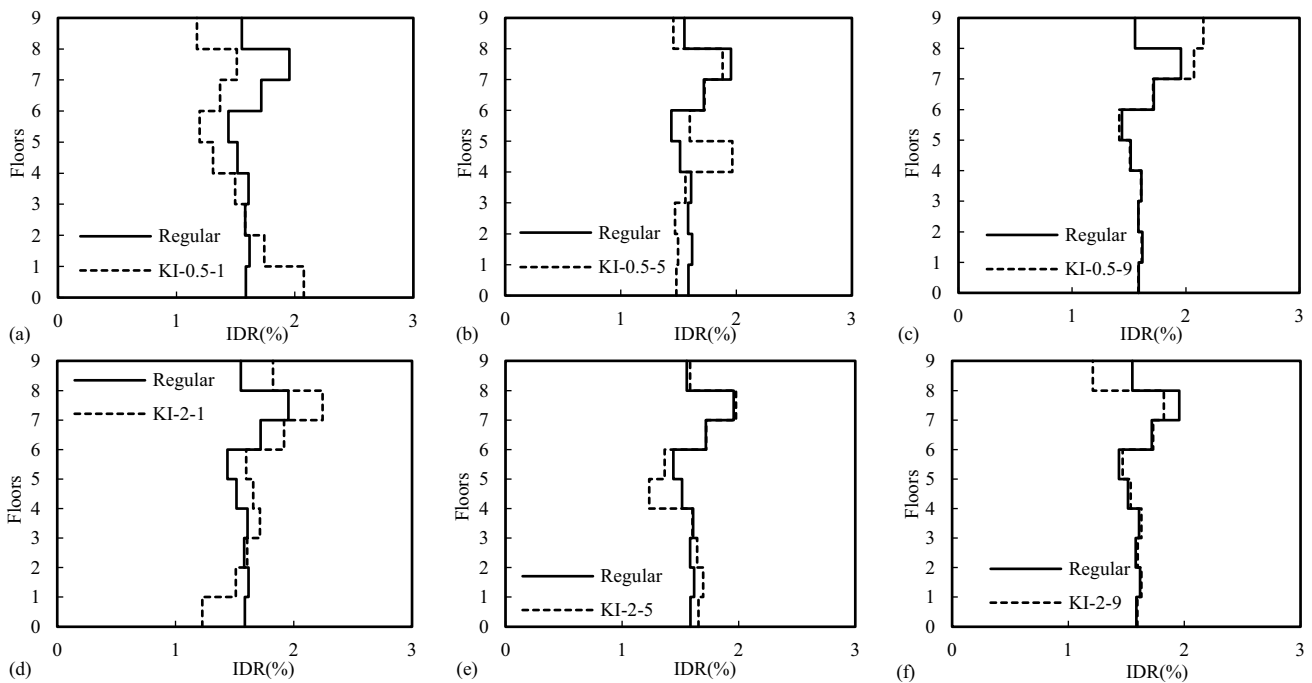 9
8
7
6
5
4
3
2
1
0
Floors
Regular
KI-0.5-1
0 1 2 3
(a) IDR(%)
9
8
7
6
5
4
3
2
1
0
Floors
Regular
KI-0.5-5
0 1 2 3
(b) IDR(%)
9
8
7
6
5
4
3
2
1
0
Floors
Regular
KI-0.5-9
0 1 2 3
(c) IDR(%)
9
8
7
6
5
4
3
2
1
0
Floors
Regular
KI-2-1
0 1 2 3
(d) IDR(%)
9
8
7
6
5
4
3
2
1
0
Floors
Regular
KI-2-5
0 1 2 3
(e) IDR(%)
9
8
7
6
5
4
3
2
1
0
Floors
Regular
KI-2-9
0 1 2 3
(f) IDR(%)